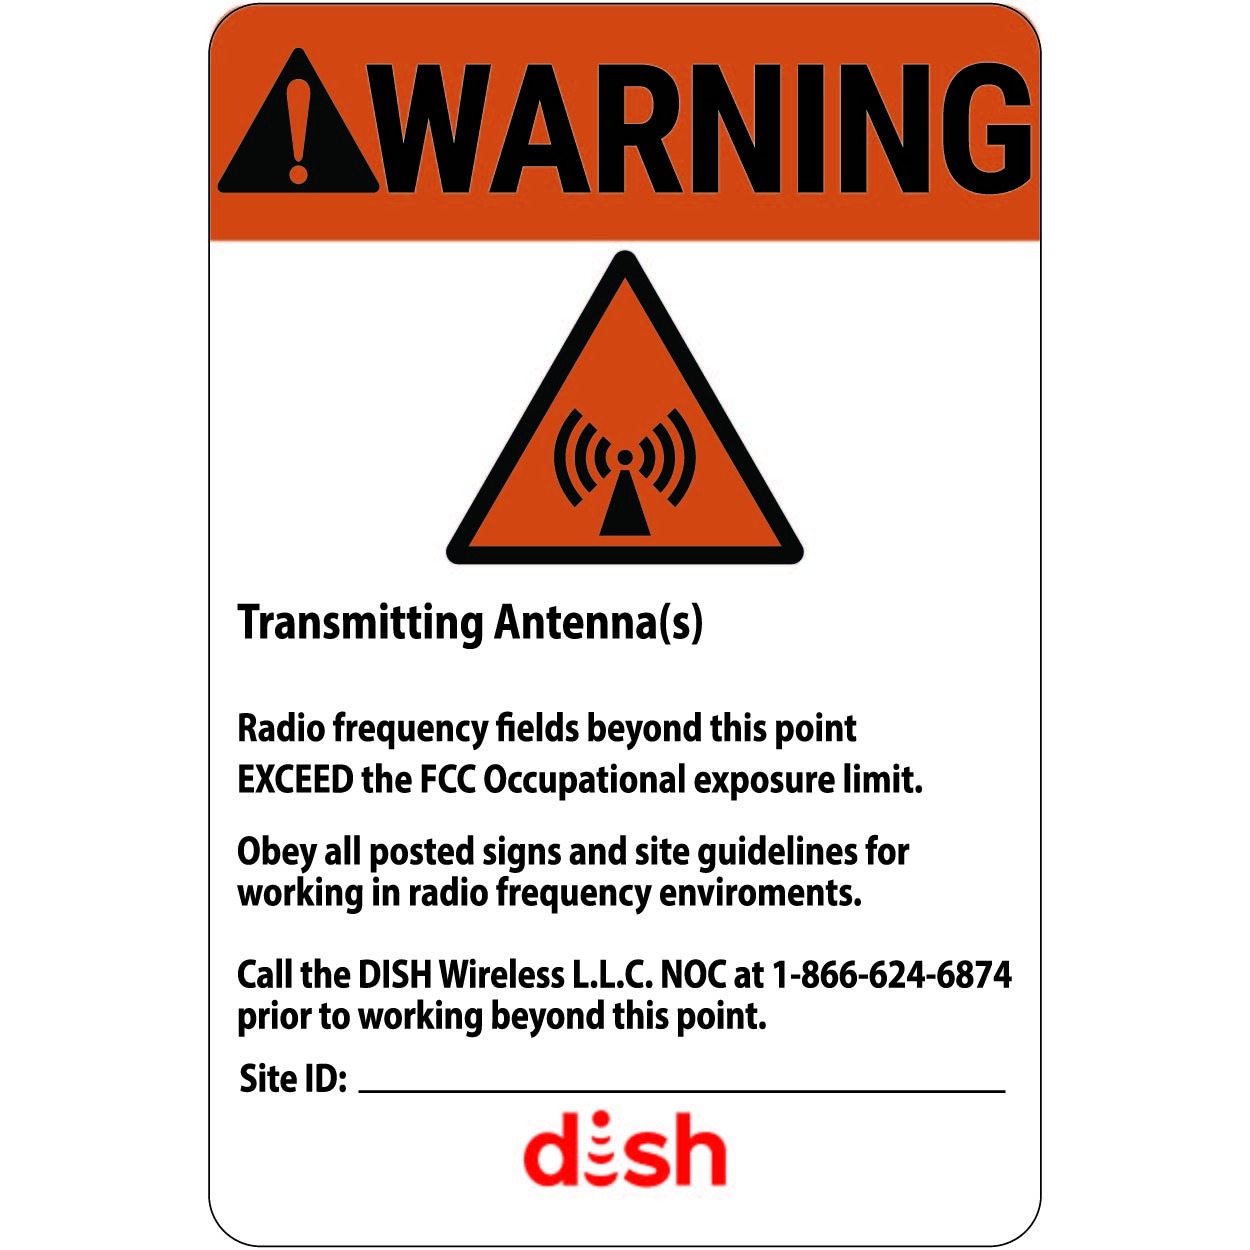 WARNING
Transmitting Antenna(s)
Radio frequency fields beyond this point
EXCEED the FCC Occupational exposure limit.
Obey all posted signs and site guidelines for
working in radio frequency enviroments.
Call the DISH Wireless L.L.C. NOC at 1-866-624-6874
prior to working beyond this point.
Site ID:
dish